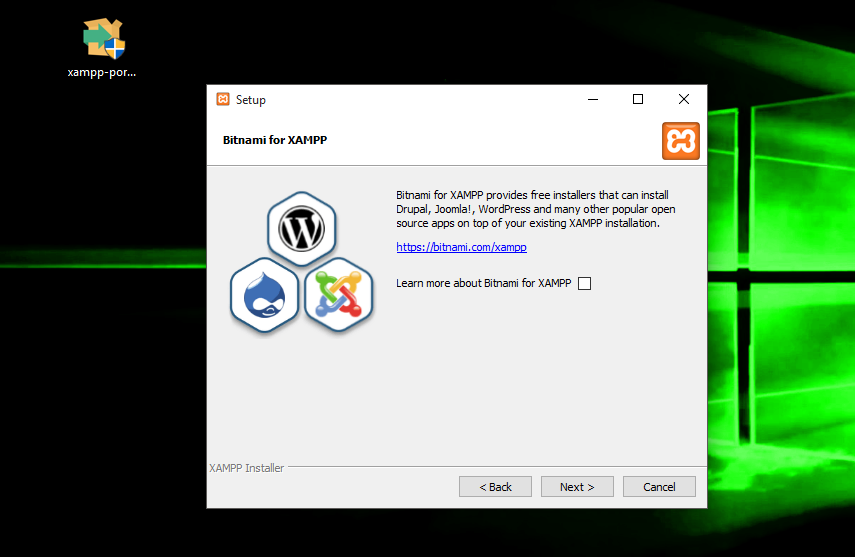 xampp-por...
Setup
Bitnami for XAMPP
Bitnami for XAMPP provides free installers that can install
Drupal, Joomla!, WordPress and many other popular open
source apps on top of your existing XAMPP installation.
https://bitnami.com/xampp
Learn more about Bitnami for XAMPP
XAMPP Installer
< Back Next > Cancel